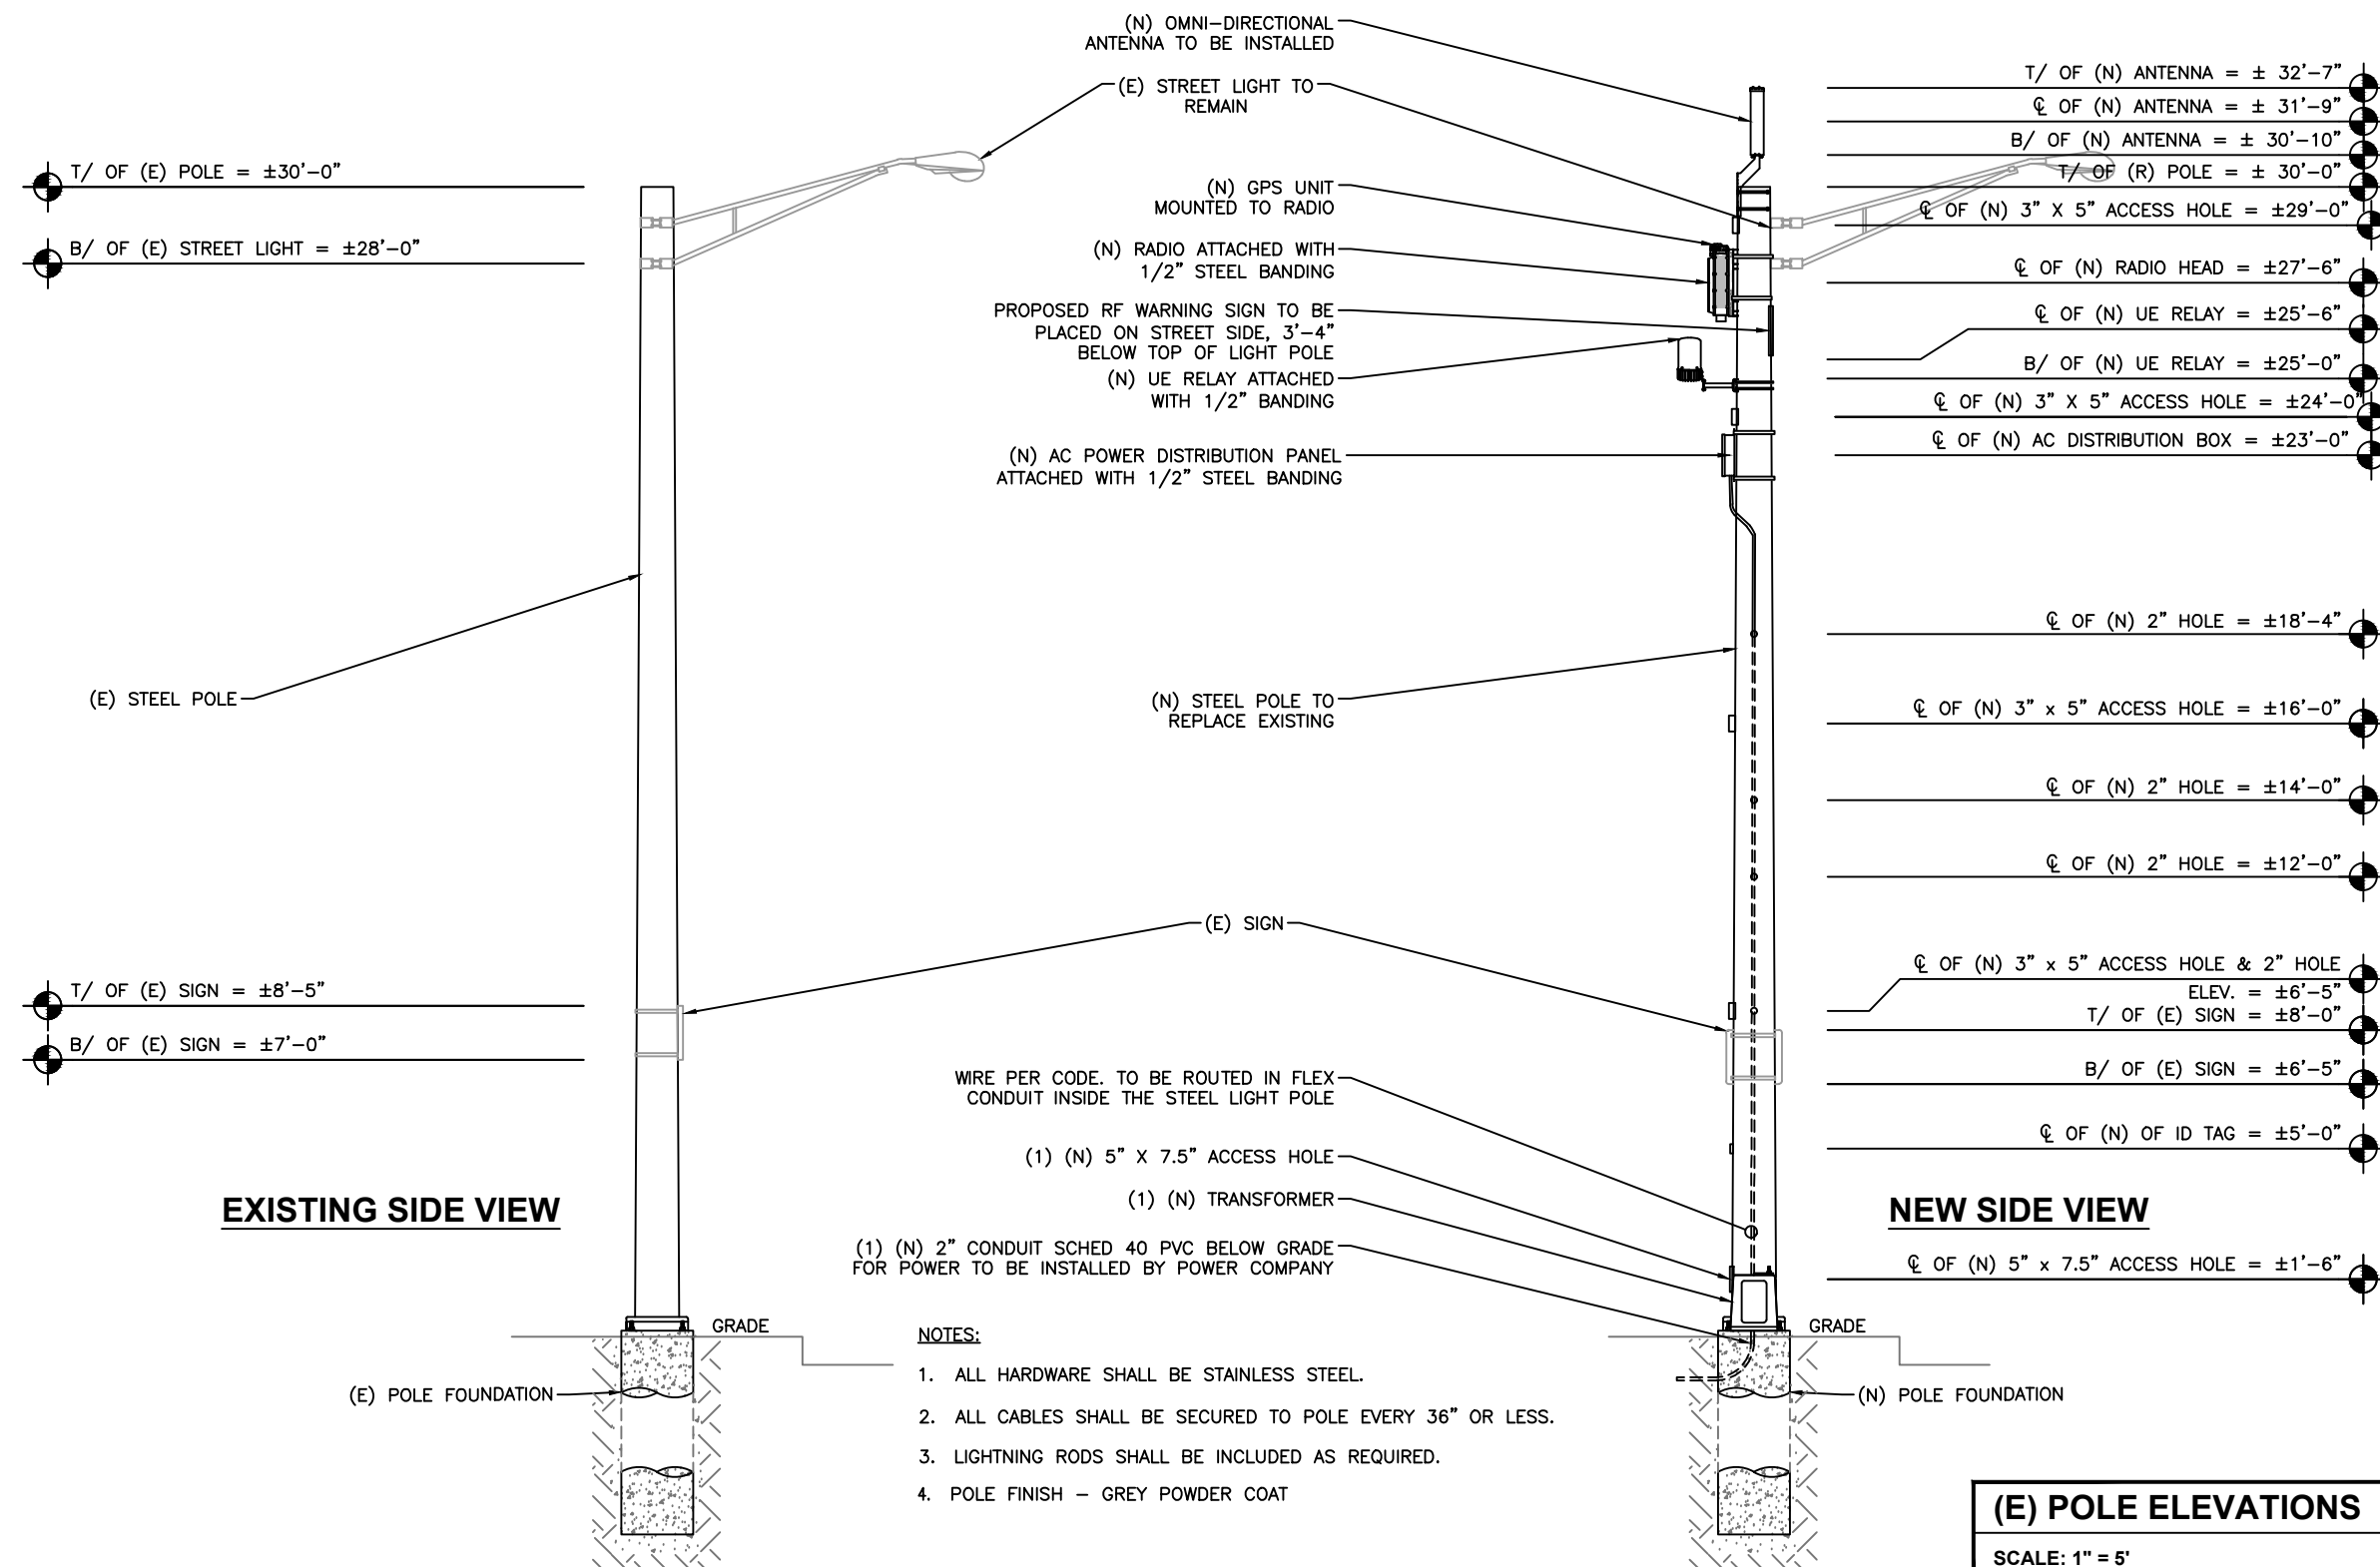 T/ OF (E) POLE = ±30'-0"
B/ OF (E) STREET LIGHT = ±28'-0"
(E) STEEL POLE
T/ OF (E) SIGN = ±8'-5"
B/ OF (E) SIGN = ±7'-0"
EXISTING SIDE VIEW
GRADE
(E) POLE FOUNDATION
(N) OMNI-DIRECTIONAL
ANTENNA TO BE INSTALLED
(E) STREET LIGHT TO
REMAIN
(N) GPS UNIT
MOUNTED TO RADIO
(N) RADIO ATTACHED WITH
1/2" STEEL BANDING
PROPOSED RF WARNING SIGN TO BE
PLACED ON STREET SIDE, 3'-4"
BELOW TOP OF LIGHT POLE
(N) UE RELAY ATTACHED
WITH 1/2" BANDING
(N) AC POWER DISTRIBUTION PANEL
ATTACHED WITH 1/2" STEEL BANDING
(N) STEEL POLE TO
REPLACE EXISTING
(E) SIGN
WIRE PER CODE. TO BE ROUTED IN FLEX
CONDUIT INSIDE THE STEEL LIGHT POLE
(1) (N) 5" X 7.5" ACCESS HOLE
(1) (N) TRANSFORMER
(1) (N) 2" CONDUIT SCHED 40 PVC BELOW GRADE
FOR POWER TO BE INSTALLED BY POWER COMPANY
NOTES:
1. ALL HARDWARE SHALL BE STAINLESS STEEL.
2. ALL CABLES SHALL BE SECURED TO POLE EVERY 36" OR LESS.
3. LIGHTNING RODS SHALL BE INCLUDED AS REQUIRED.
4. POLE FINISH – GREY POWDER COAT
T/ OF (N) ANTENNA = ± 32'-7"
℄ OF (N) ANTENNA = ± 31'-9"
B/ OF (N) ANTENNA = ± 30'-10"
T/ OF (R) POLE = ± 30'-0"
℄ OF (N) 3" X 5" ACCESS HOLE = ±29'-0"
℄ OF (N) RADIO HEAD = ±27'-6"
℄ OF (N) UE RELAY = ±25'-6"
B/ OF (N) UE RELAY = ±25'-0"
℄ OF (N) 3" X 5" ACCESS HOLE = ±24'-0"
℄ OF (N) AC DISTRIBUTION BOX = ±23'-0"
℄ OF (N) 2" HOLE = ±18'-4"
℄ OF (N) 3" x 5" ACCESS HOLE = ±16'-0"
℄ OF (N) 2" HOLE = ±14'-0"
℄ OF (N) 2" HOLE = ±12'-0"
℄ OF (N) 3" x 5" ACCESS HOLE & 2" HOLE
ELEV. = ±6'-5"
T/ OF (E) SIGN = ±8'-0"
B/ OF (E) SIGN = ±6'-5"
℄ OF (N) OF ID TAG = ±5'-0"
NEW SIDE VIEW
℄ OF (N) 5" x 7.5" ACCESS HOLE = ±1'-6"
GRADE
(N) POLE FOUNDATION
(E) POLE ELEVATIONS
SCALE: 1" = 5'